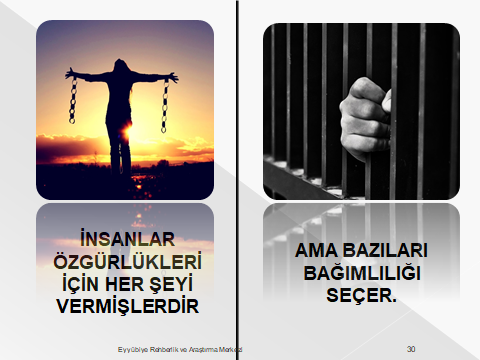 İNSANLAR
ÖZGÜRLÜKLERİ
İÇİN HER ŞEYİ
VERMİŞLERDİR
AMA BAZILARI
BAĞIMLILIĞI
SEÇER.
Eyyübiye Rehberlik ve Araştırma Merkezi
30